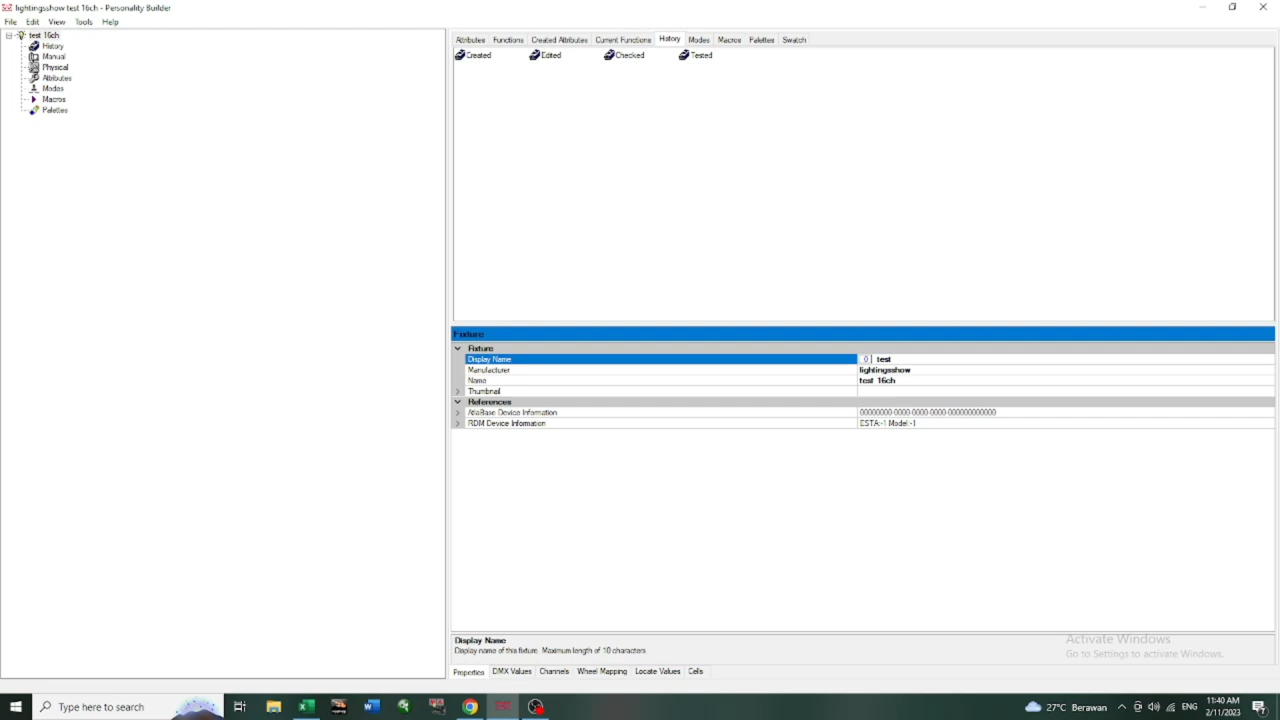 lightingsshow test 16ch - Personality Builder
File Edit View Tools Help
test 16ch
History
Manual
Physical
Attributes
Modes
Macros
Palettes
Attributes Functions Created Attributes Current Functions History Modes Macros Palettes Swatch
Created Edited Checked Tested
Fixture
Fixture
Display Name 0] test
Manufacturer lightingsshow
Name test 16ch
Thumbnail
References
AtlaBase Device Information 00000000-0000-0000-0000-000000000000
RDM Device Information ESTA:-1 Model:-1
Display Name
Display name of this fixture. Maximum length of 10 characters
Activate Windows
Go to Settings to activate Windows.
Properties DMX Values Channels Wheel Mapping Locate Values Cells
Type here to search
27°C Berawan ENG
11:40 AM
2/11/2023